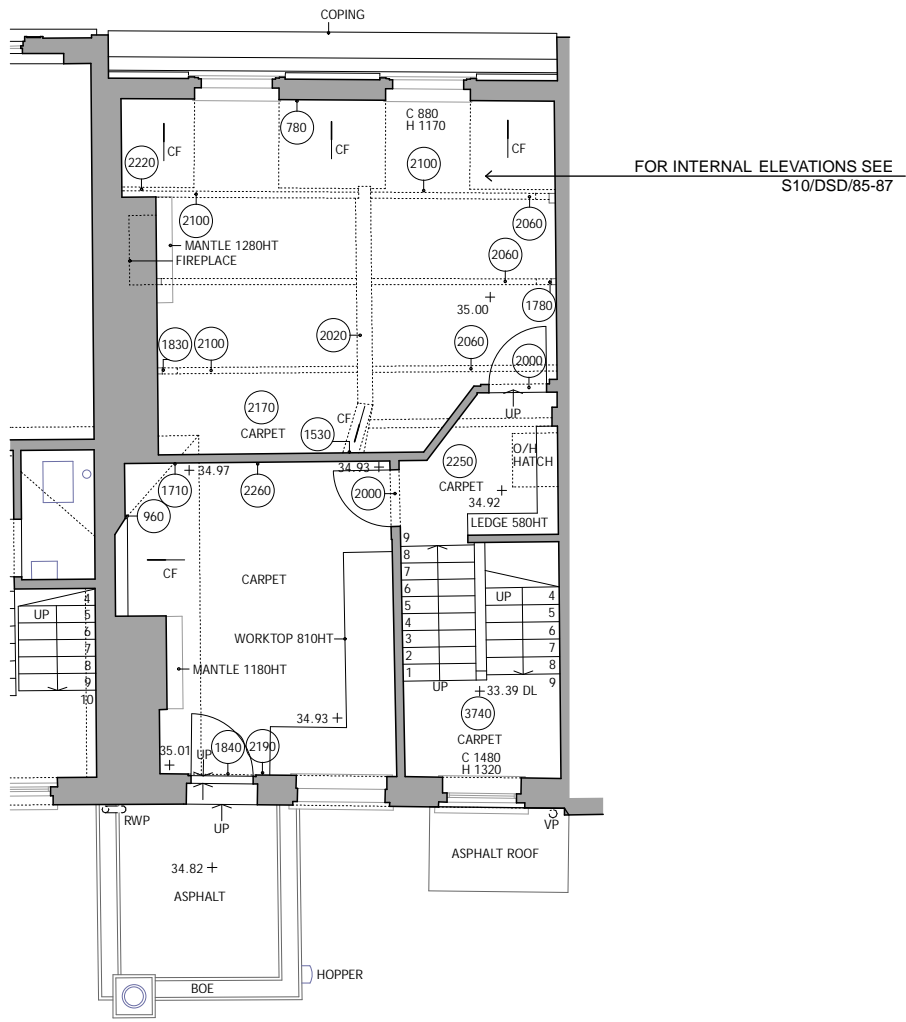 COPING
C 880
H 1170
780
CF
CF
CF
2220
2100
FOR INTERNAL ELEVATIONS SEE
S10/DSD/85-87
2100
2060
MANTLE 1280HT
FIREPLACE
2060
35.00
1780
2020
1830
2100
2060
2000
2170
CARPET
CF
UP
1530
2250
CARPET
O/H
HATCH
34.97
34.93
1710
2260
2000
34.92
960
LEDGE 580HT
CF
CARPET
9
8
7
6
5
4
3
2
1
UP
UP
4
5
6
7
8
9
UP
4
5
6
7
8
9
10
WORKTOP 810HT
MANTLE 1180HT
33.39 DL
3740
CARPET
C 1480
H 1320
34.93
35.01
UP
1840
2190
RWP
UP
VP
34.82
ASPHALT
ASPHALT ROOF
HOPPER
BOE